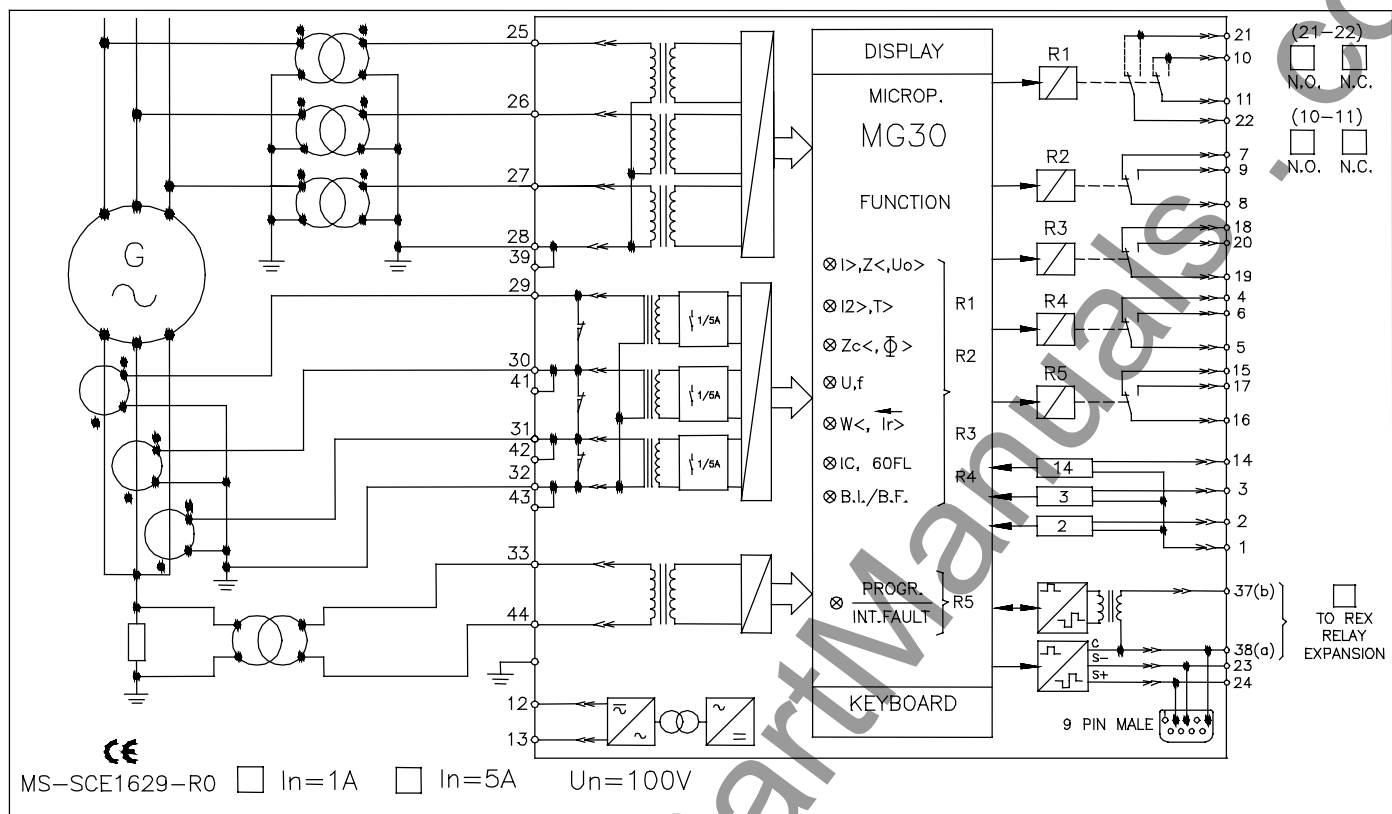 25
26
27
28
39
29
30
41
31
42
32
43
33
44
12
13
G
1/5A
1/5A
1/5A
DISPLAY
MICROP.
MG30
FUNCTION
I>,Z<,Uo>
I2>,T>
Zc<, Φ>
U,f
W<, Ir>
IC, 60FL
B.I./B.F.
R1
R2
R3
R4
PROGR.
INT.FAULT
R5
KEYBOARD
R1
R2
R3
R4
R5
14
3
2
21
10
11
22
7
9
8
18
20
19
4
6
5
15
17
16
14
3
2
1
37(b)
C
38(a)
S-
23
S+
24
9 PIN MALE
(21-22)
N.O. N.C.
(10-11)
N.O. N.C.
TO REX
RELAY
EXPANSION
CE
MS-SCE1629-R0 In=1A In=5A Un=100V